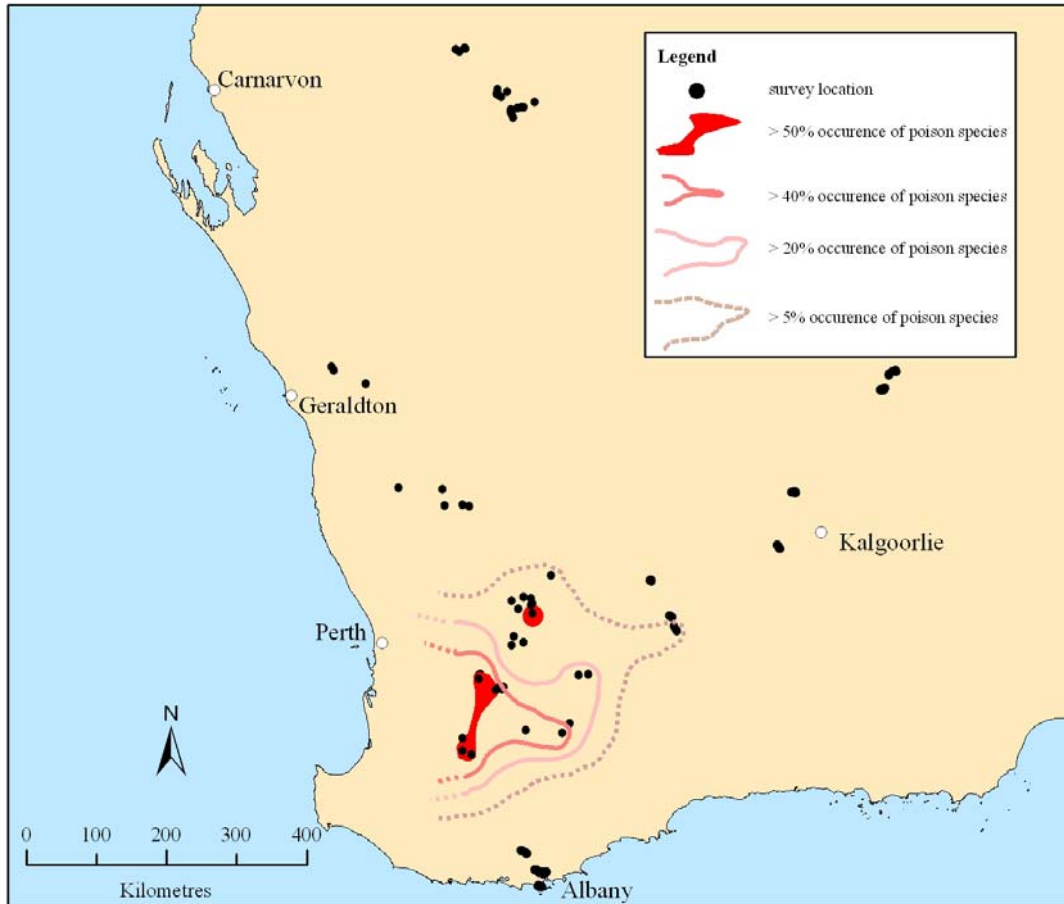 Carnarvon
Legend
survey location
> 50% occurence of poison species
> 40% occurence of poison species
> 20% occurence of poison species
> 5% occurence of poison species
Geraldton
Kalgoorlie
Perth
N
0 100 200 300 400
Kilometres
Albany